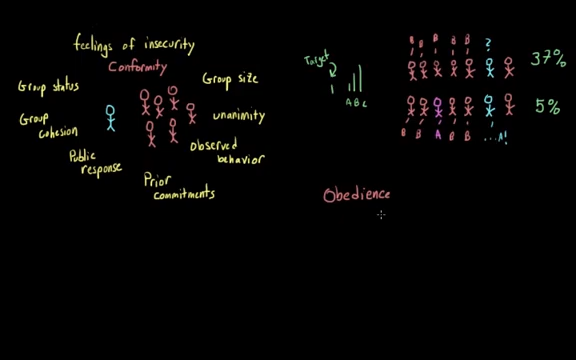 feelings of insecurity
Conformity
Group status
Group size
Group
cohesion
unanimity
Public
response
observed
behavior
Prior
commitments
Target
A B C
B B B B B ?
37%
5%
B B A B B ....A!
Obedience